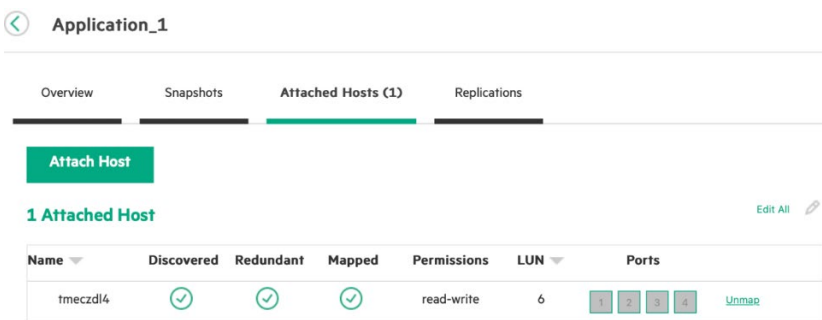 Application_1
Overview Snapshots Attached Hosts (1) Replications
Attach Host
1 Attached Host Edit All
Name Discovered Redundant Mapped Permissions LUN Ports
tmeczdl4 read-write 6 1 2 3 4 Unmap